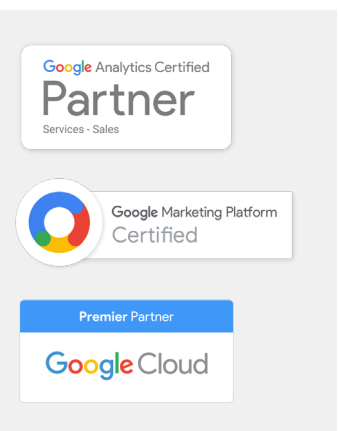 Google Analytics Certified
Partner
Services - Sales
Google Marketing Platform
Certified
Premier Partner
Google Cloud